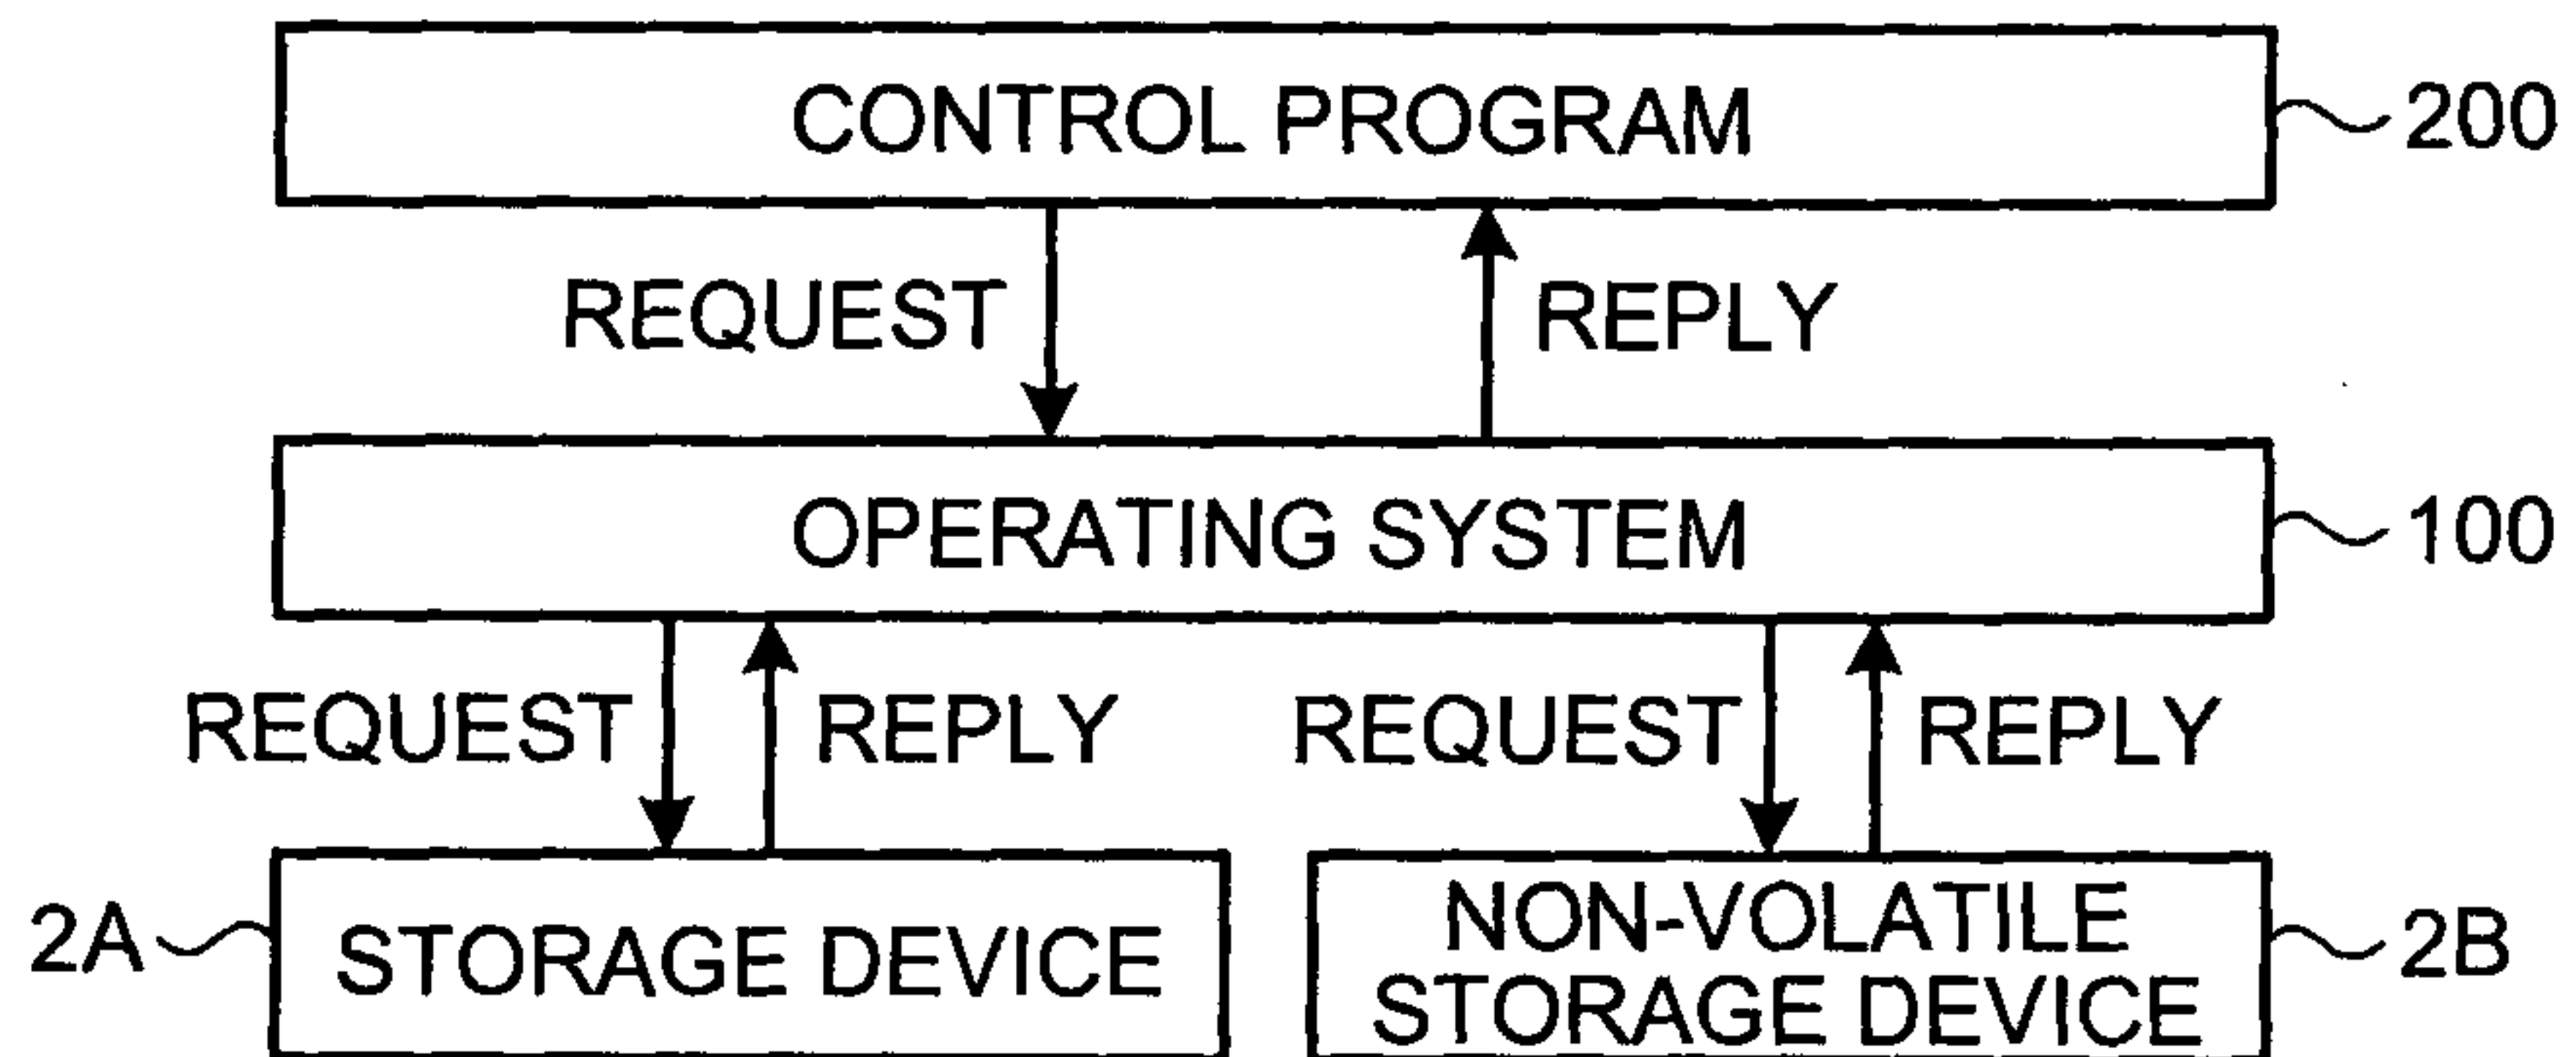 CONTROL PROGRAM
200
REQUEST
REPLY
OPERATING SYSTEM
100
REQUEST
REPLY
REQUEST
REPLY
2A
STORAGE DEVICE
NON-VOLATILE
STORAGE DEVICE
2B